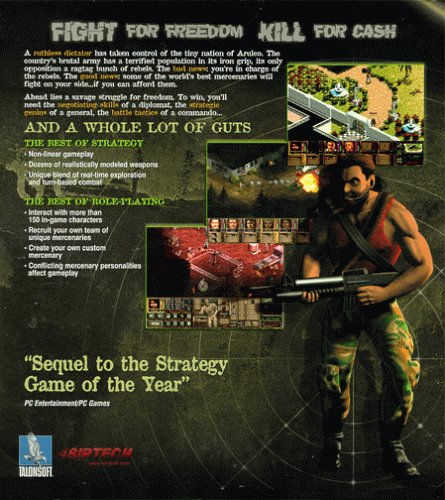 FIGHT FOR FREEDOM KILL FOR CASH
A ruthless dictator has taken control of the tiny nation of Arulco. The
country's brutal army has a terrified population in its iron grip, its only
opposition a ragtag bunch of rebels. The bad news: you're in charge of
the rebels. The good news: some of the world's best mercenaries will
fight on your side...if you can afford them.
Ahead lies a savage struggle for freedom. To win, you'll
need the negotiating skills of a diplomat, the strategic
genius of a general, the battle tactics of a commando...
AND A WHOLE LOT OF GUTS
THE BEST OF STRATEGY
• Non-linear gameplay
• Dozens of realistically modeled weapons
• Unique blend of real-time exploration
and turn-based combat
THE BEST OF ROLE-PLAYING
• Interact with more than
150 in-game characters
• Recruit your own team of
unique mercenaries
• Create your own custom
mercenary
• Conflicting mercenary personalities
affect gameplay
"Sequel to the Strategy
Game of the Year"
PC Entertainment/PC Games
TALONSOFT
SIRTECH